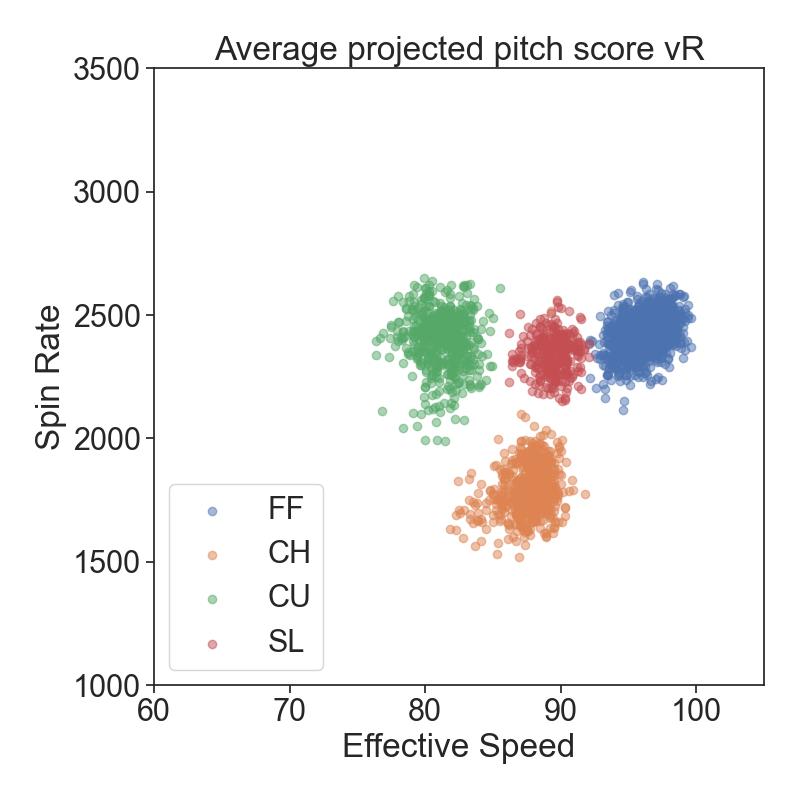 Average projected pitch score vR
3500
3000
2500
2000
1500
1000
Spin Rate
FF
CH
CU
SL
60 70 80 90 100
Effective Speed